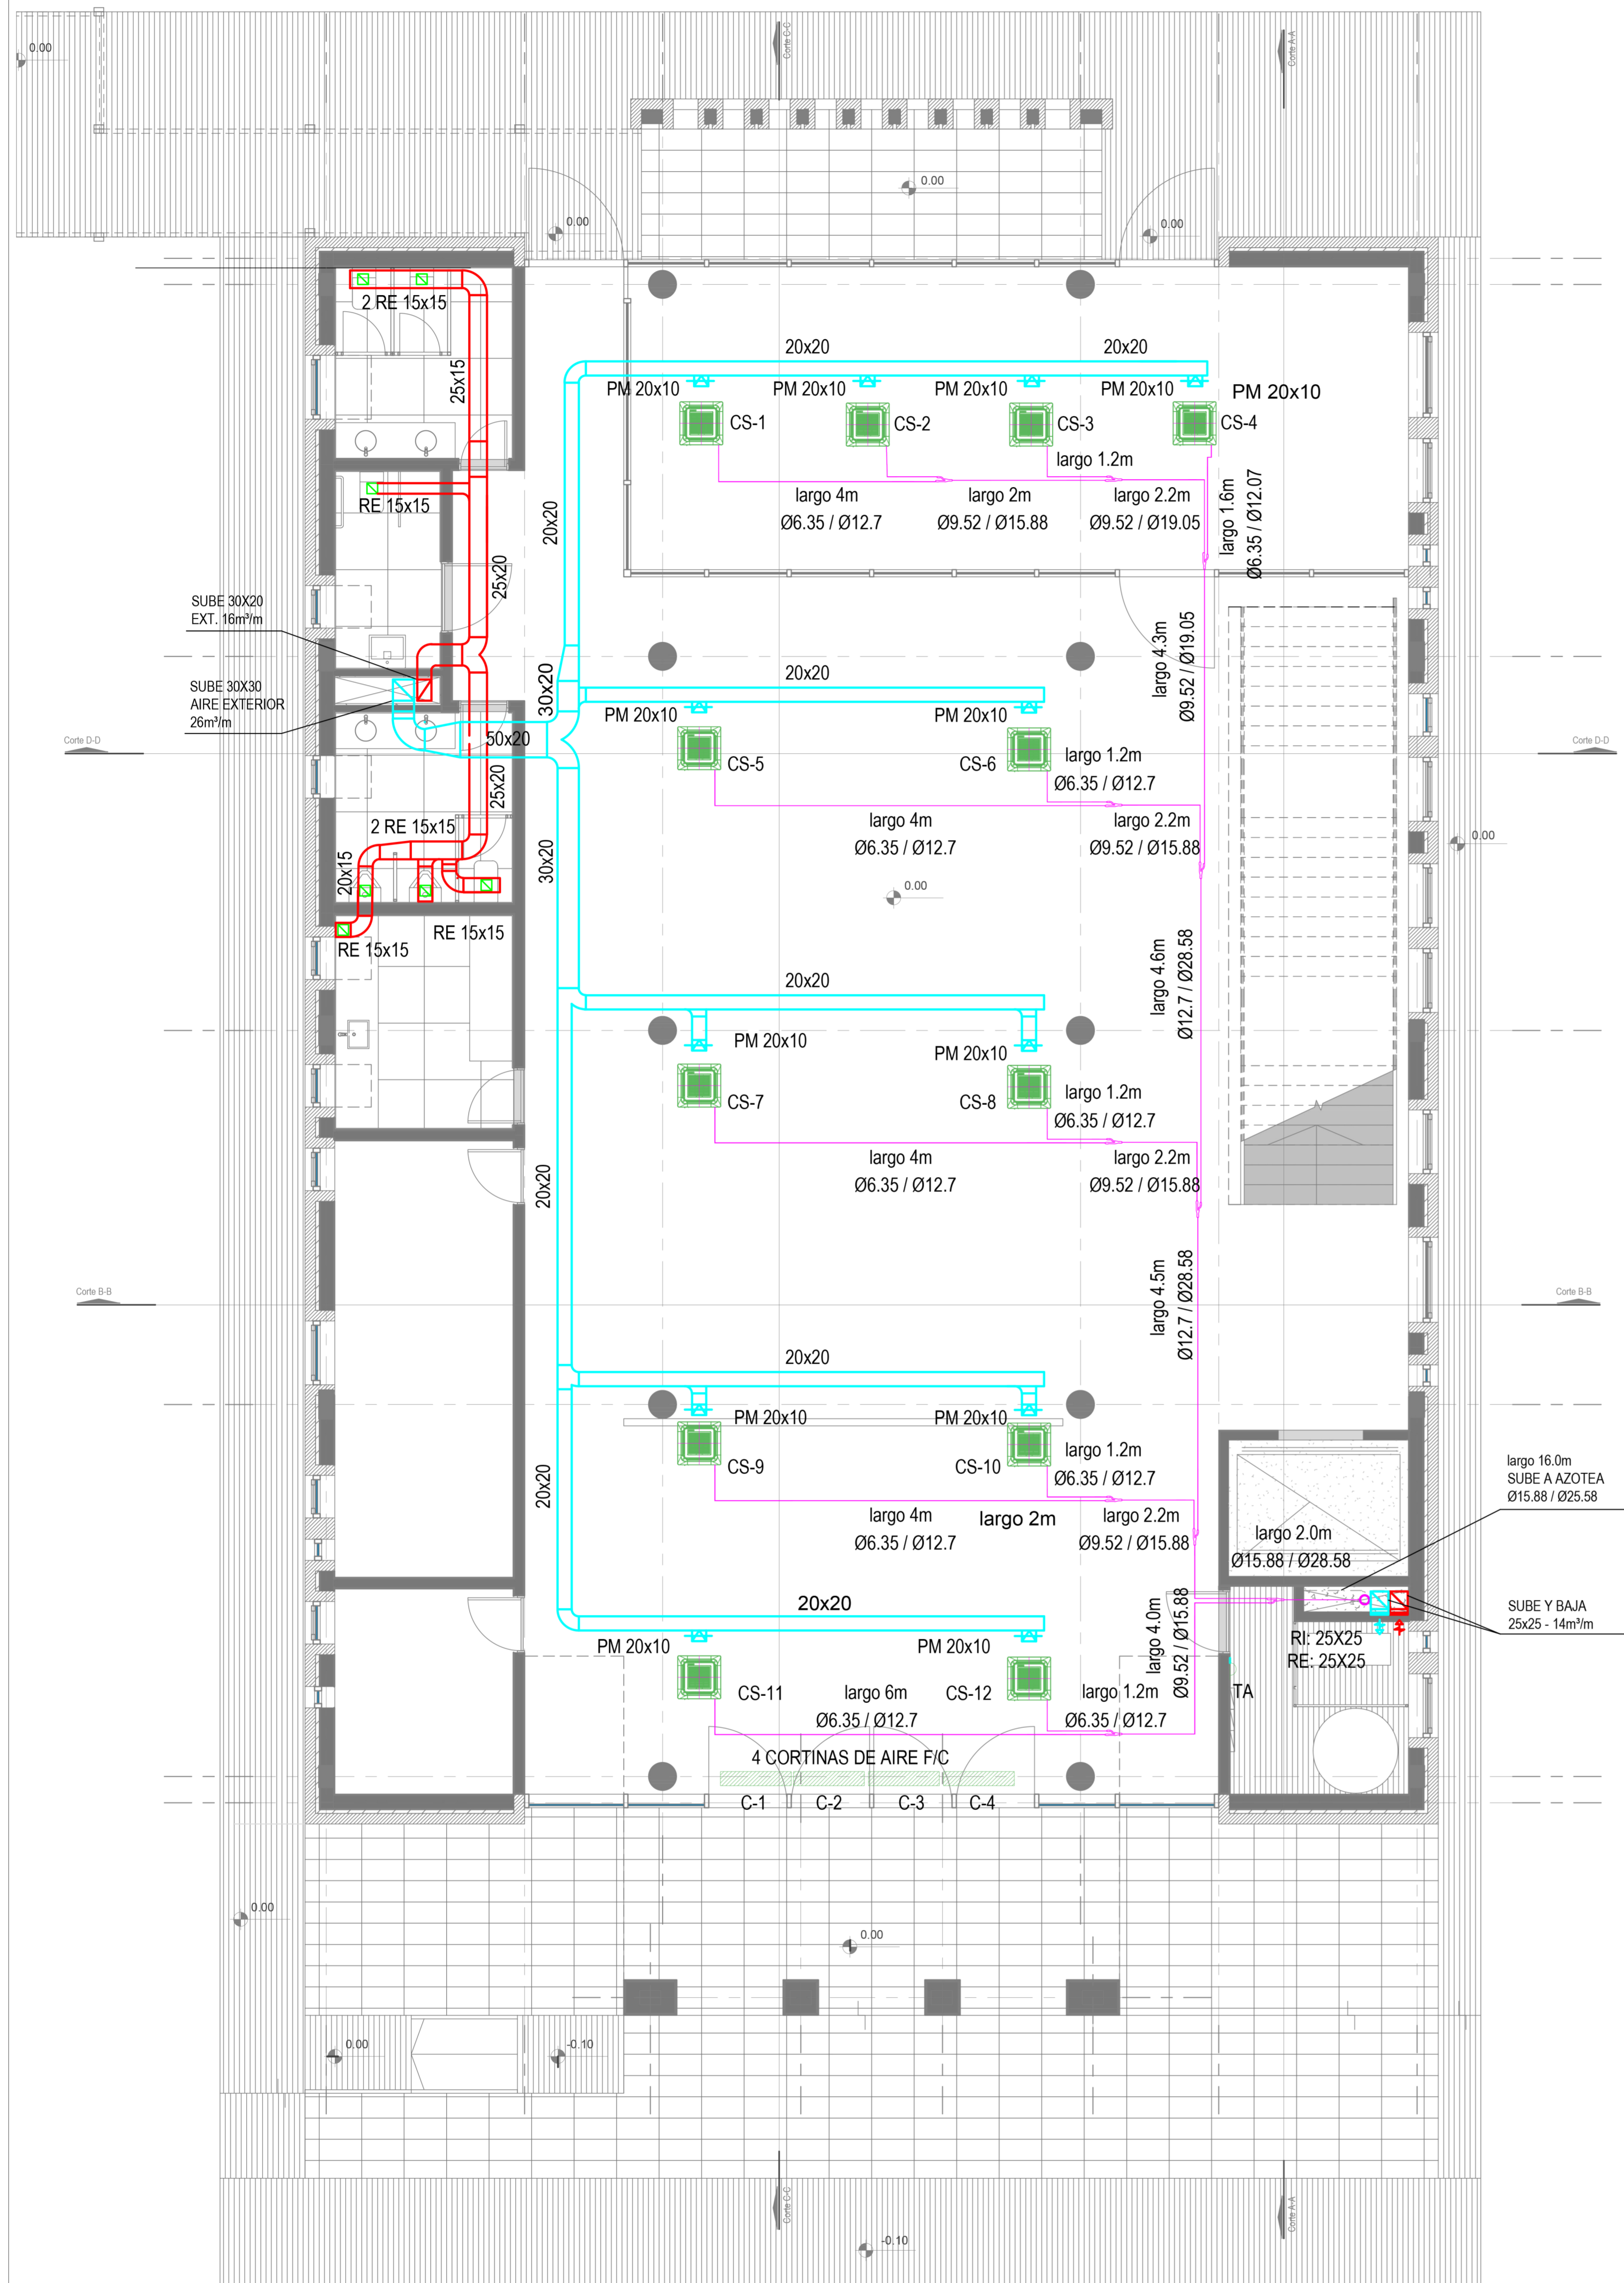 Corte C-C
Corte A-A
0.00
0.00
0.00
0.00
2 RE 15x15
25x15
20x20
20x20
PM 20x10
PM 20x10
PM 20x10
PM 20x10
PM 20x10
CS-1
CS-2
CS-3
CS-4
largo 1.2m
RE 15x15
20x20
largo 4m
Ø6.35 / Ø12.7
largo 2m
Ø9.52 / Ø15.88
largo 2.2m
Ø9.52 / Ø19.05
largo 1.6m
Ø6.35 / Ø12.07
25x20
SUBE 30X20
EXT. 16m³/m
SUBE 30X30
AIRE EXTERIOR
26m³/m
30x20
20x20
largo 4.3m
Ø9.52 / Ø19.05
PM 20x10
PM 20x10
Corte D-D
50x20
CS-5
CS-6
largo 1.2m
Ø6.35 / Ø12.7
Corte D-D
25x20
2 RE 15x15
largo 4m
Ø6.35 / Ø12.7
largo 2.2m
Ø9.52 / Ø15.88
0.00
20x15
30x20
0.00
RE 15x15
RE 15x15
largo 4.6m
Ø12.7 / Ø28.58
20x20
PM 20x10
PM 20x10
CS-7
CS-8
largo 1.2m
Ø6.35 / Ø12.7
largo 4m
Ø6.35 / Ø12.7
largo 2.2m
Ø9.52 / Ø15.88
20x20
largo 4.5m
Ø12.7 / Ø28.58
Corte B-B
Corte B-B
20x20
PM 20x10
PM 20x10
CS-9
CS-10
largo 1.2m
Ø6.35 / Ø12.7
20x20
largo 4m
Ø6.35 / Ø12.7
largo 2m
largo 2.2m
Ø9.52 / Ø15.88
largo 16.0m
SUBE A AZOTEA
Ø15.88 / Ø25.58
largo 2.0m
Ø15.88 / Ø28.58
20x20
largo 4.0m
Ø9.52 / Ø15.88
SUBE Y BAJA
25x25 - 14m³/m
PM 20x10
PM 20x10
RI: 25X25
RE: 25X25
CS-11
largo 6m
Ø6.35 / Ø12.7
CS-12
largo 1.2m
Ø6.35 / Ø12.7
TA
4 CORTINAS DE AIRE F/C
C-1
C-2
C-3
C-4
0.00
0.00
0.00
-0.10
Corte C-C
Corte A-A
-0.10